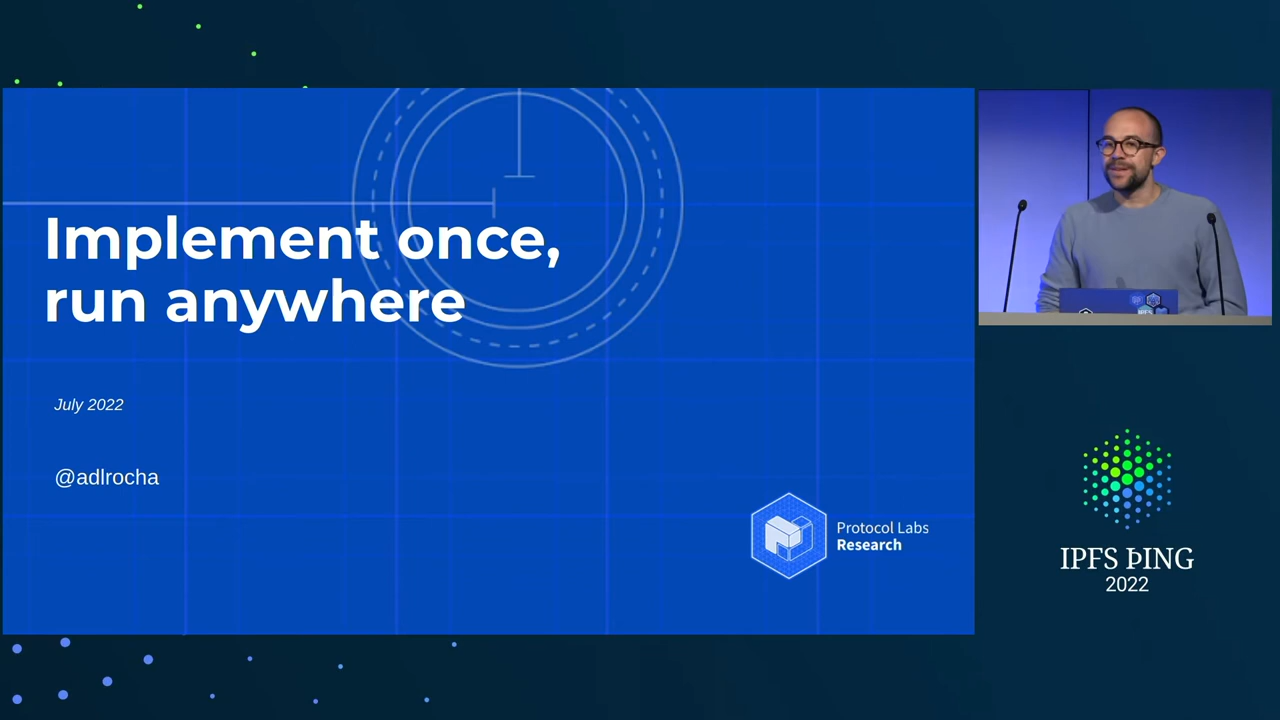 Implement once,
run anywhere
July 2022
@adlrocha
Protocol Labs
Research
IPFS ÞING
2022